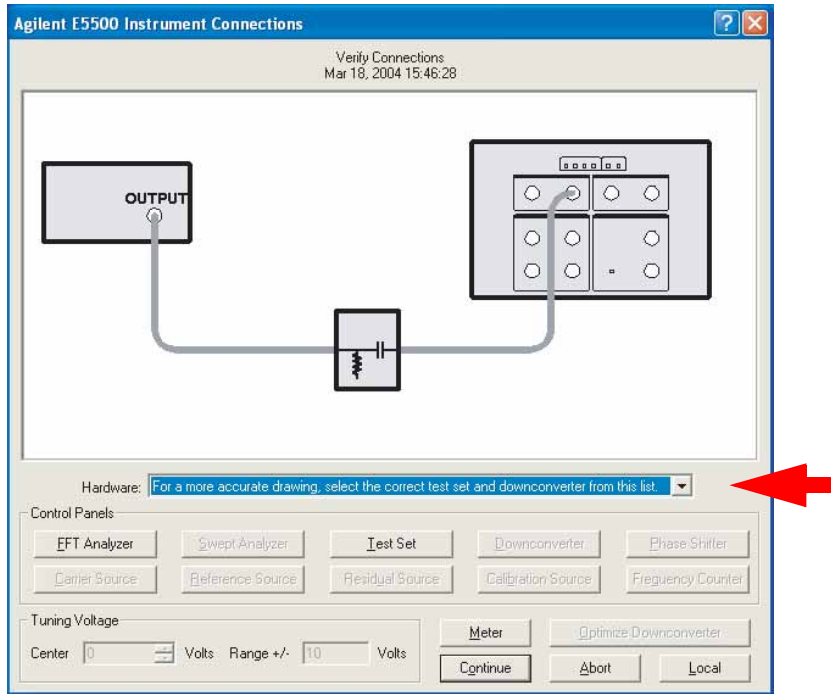 Agilent E5500 Instrument Connections
Verify Connections
Mar 18, 2004 15:46:28
OUTPUT
Hardware: For a more accurate drawing, select the correct test set and downconverter from this list.
Control Panels
FFT Analyzer Swept Analyzer Test Set Downconverter Phase Shifter
Carrier Source Reference Source Residual Source Calibration Source Frequency Counter
Tuning Voltage
Center 0 Volts Range +/- 10 Volts
Meter Optimize Downconverter
Continue Abort Local